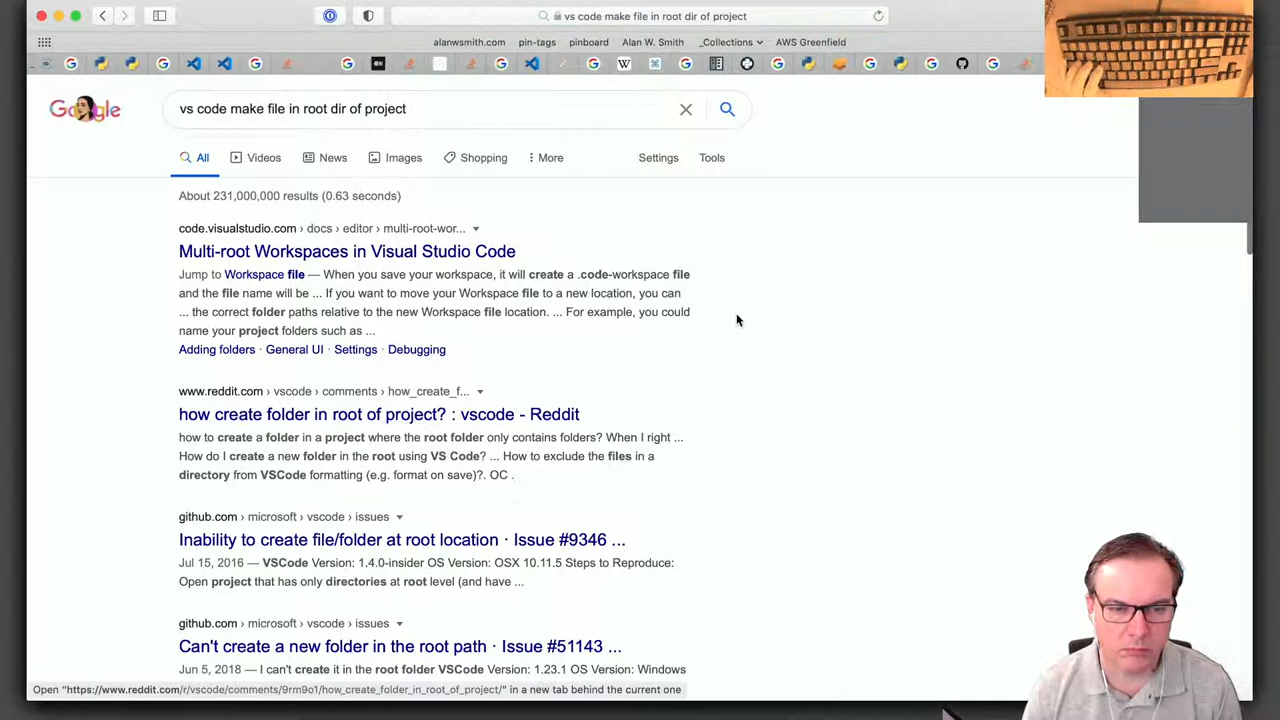 vs code make file in root dir of project
alanwsmith.com pin-tags pinboard Alan W. Smith _Collections AWS Greenfield
Google
vs code make file in root dir of project
All Videos News Images Shopping More Settings Tools
About 231,000,000 results (0.63 seconds)
code.visualstudio.com › docs › editor › multi-root-wor...
Multi-root Workspaces in Visual Studio Code
Jump to Workspace file — When you save your workspace, it will create a .code-workspace file
and the file name will be ... If you want to move your Workspace file to a new location, you can
... the correct folder paths relative to the new Workspace file location. ... For example, you could
name your project folders such as ...
Adding folders · General UI · Settings · Debugging
www.reddit.com › vscode › comments › how_create_f...
how create folder in root of project? : vscode - Reddit
how to create a folder in a project where the root folder only contains folders? When I right ...
How do I create a new folder in the root using VS Code? ... How to exclude the files in a
directory from VSCode formatting (e.g. format on save)?. OC .
github.com › microsoft › vscode › issues
Inability to create file/folder at root location · Issue #9346 ...
Jul 15, 2016 — VSCode Version: 1.4.0-insider OS Version: OSX 10.11.5 Steps to Reproduce:
Open project that has only directories at root level (and have ...
github.com › microsoft › vscode › issues
Can't create a new folder in the root path · Issue #51143 ...
Jun 5, 2018 — I can't create it in the root folder VSCode Version: 1.23.1 OS Version: Windows
Open "https://www.reddit.com/r/vscode/comments/9rm9o1/how_create_folder_in_root_of_project/" in a new tab behind the current one